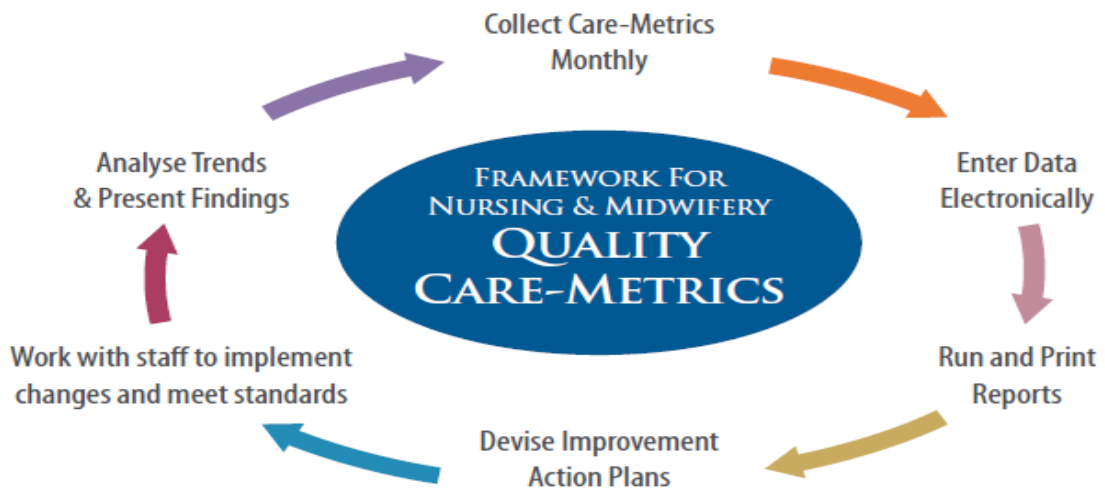 Collect Care-Metrics
Monthly
Enter Data
Electronically
Run and Print
Reports
Devise Improvement
Action Plans
Work with staff to implement
changes and meet standards
Analyse Trends
& Present Findings
FRAMEWORK FOR
NURSING & MIDWIFERY
QUALITY
CARE-METRICS